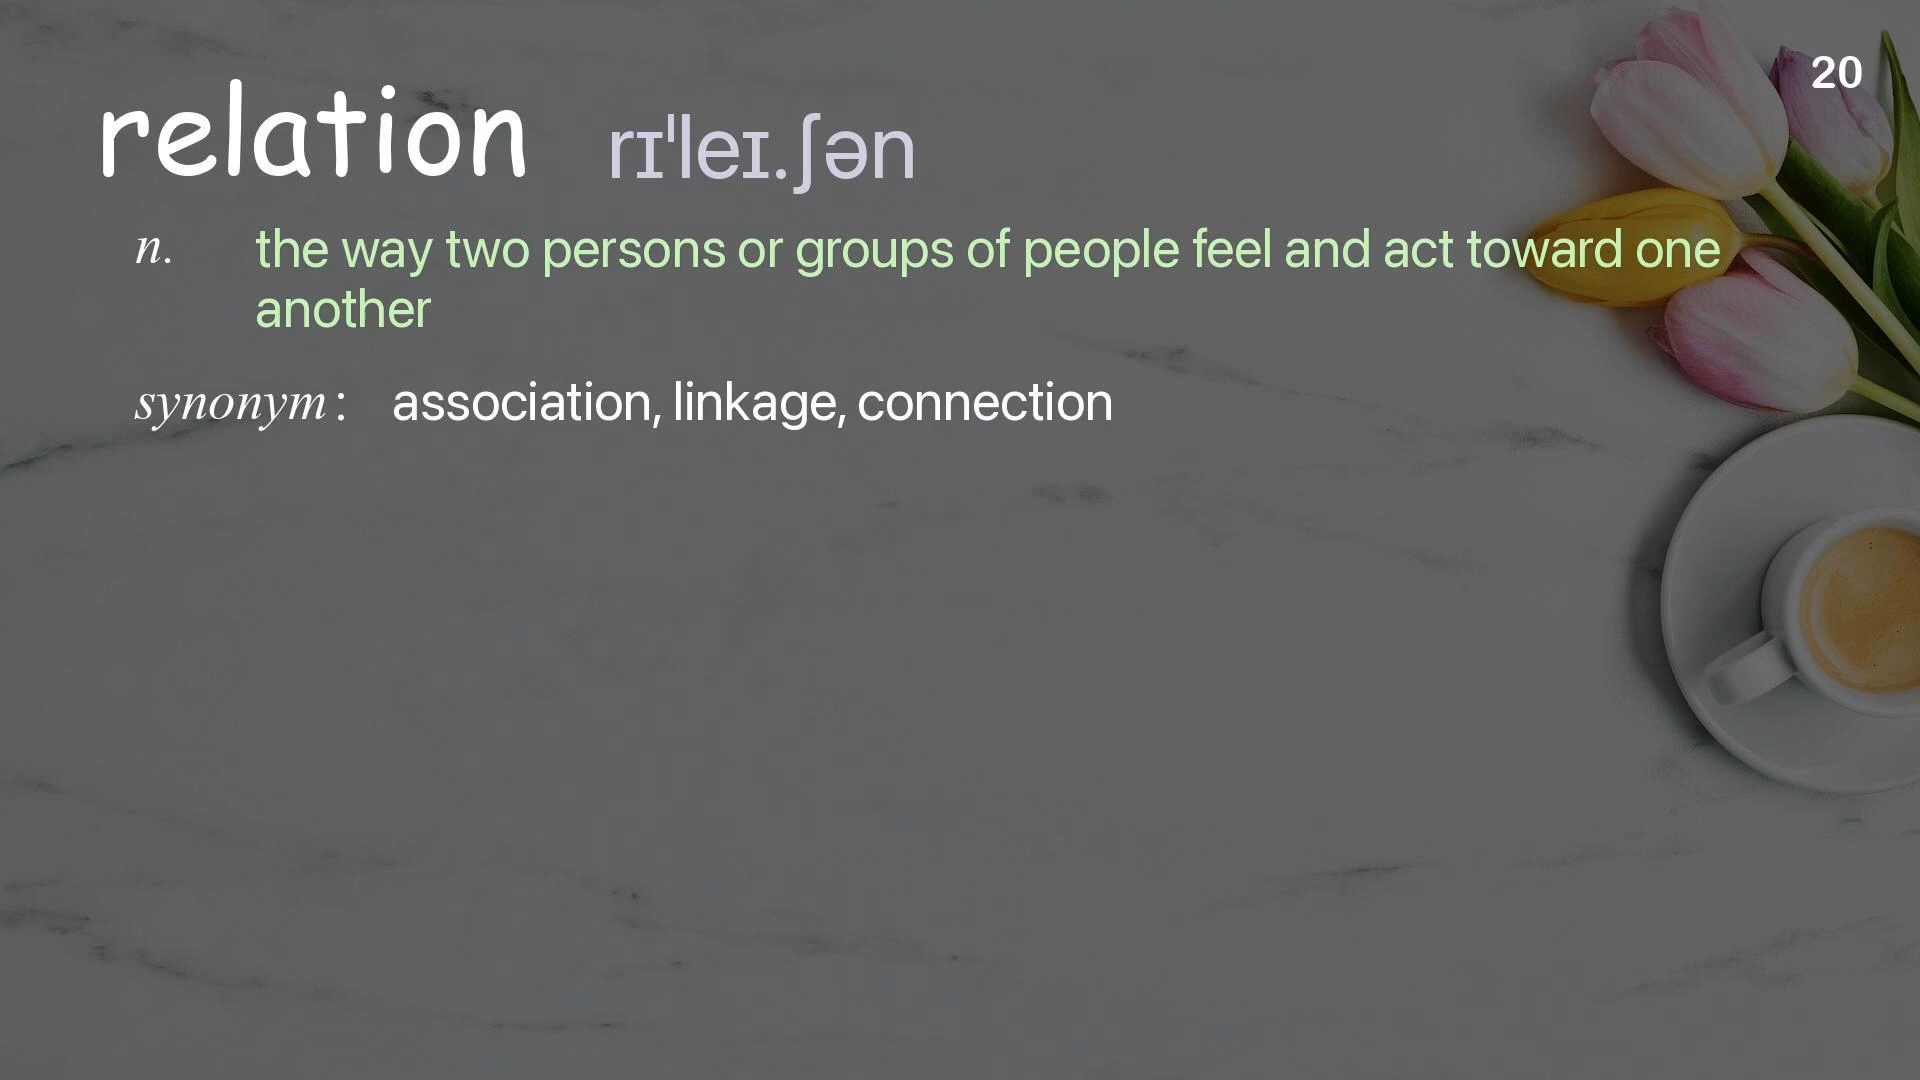 20
relation rɪˈleɪ.ʃən
n. the way two persons or groups of people feel and act toward one
another
synonym: association, linkage, connection